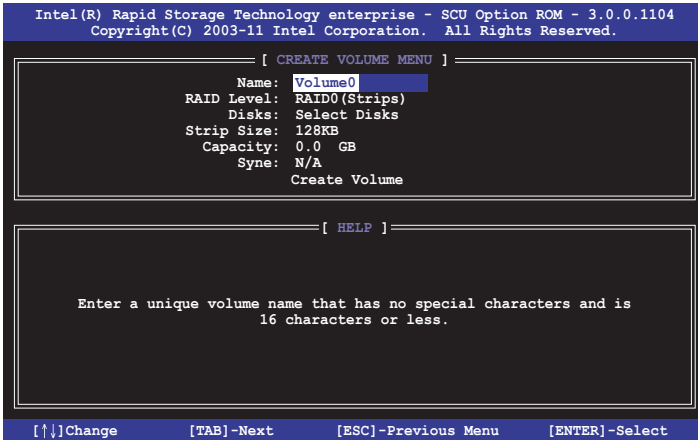 Intel(R) Rapid Storage Technology enterprise - SCU Option ROM - 3.0.0.1104
Copyright(C) 2003-11 Intel Corporation. All Rights Reserved.
[ CREATE VOLUME MENU ]
Name: Volume0
RAID Level: RAID0(Strips)
Disks: Select Disks
Strip Size: 128KB
Capacity: 0.0 GB
Syne: N/A
Create Volume
[ HELP ]
Enter a unique volume name that has no special characters and is
16 characters or less.
[↑↓]Change [TAB]-Next [ESC]-Previous Menu [ENTER]-Select